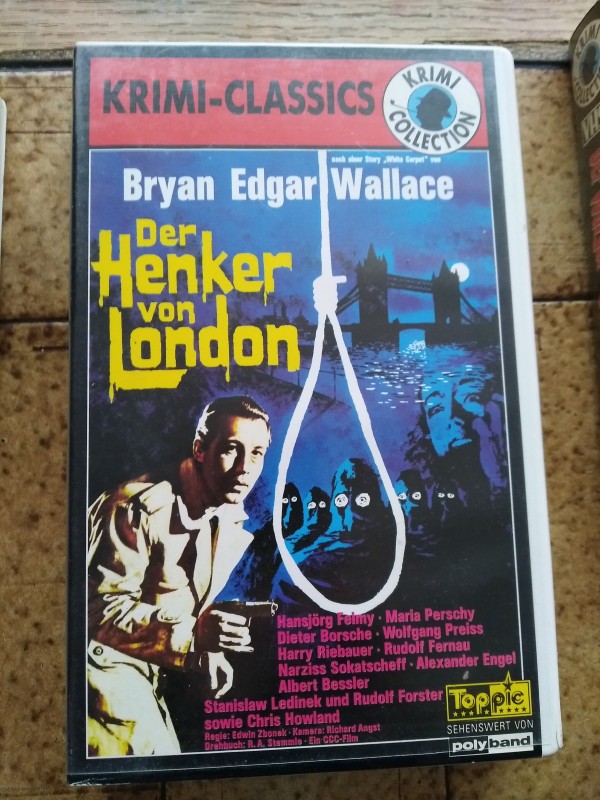 KRIMI-CLASSICS
KRIMI
COLLECTION
nach einer Story „White Carpet" von
Bryan Edgar Wallace
Der
Henker
von
London
Hansjörg Felmy · Maria Perschy
Dieter Borsche · Wolfgang Preiss
Harry Riebauer · Rudolf Fernau
Narziss Sokatscheff · Alexander Engel
Albert Bessler
Stanislaw Ledinek und Rudolf Forster
sowie Chris Howland
Regie: Edwin Zbonek · Kamera: Richard Angst
Drehbuch: R. A. Stemmle · Ein CCC-Film
Toppic
SEHENSWERT VON
polyband